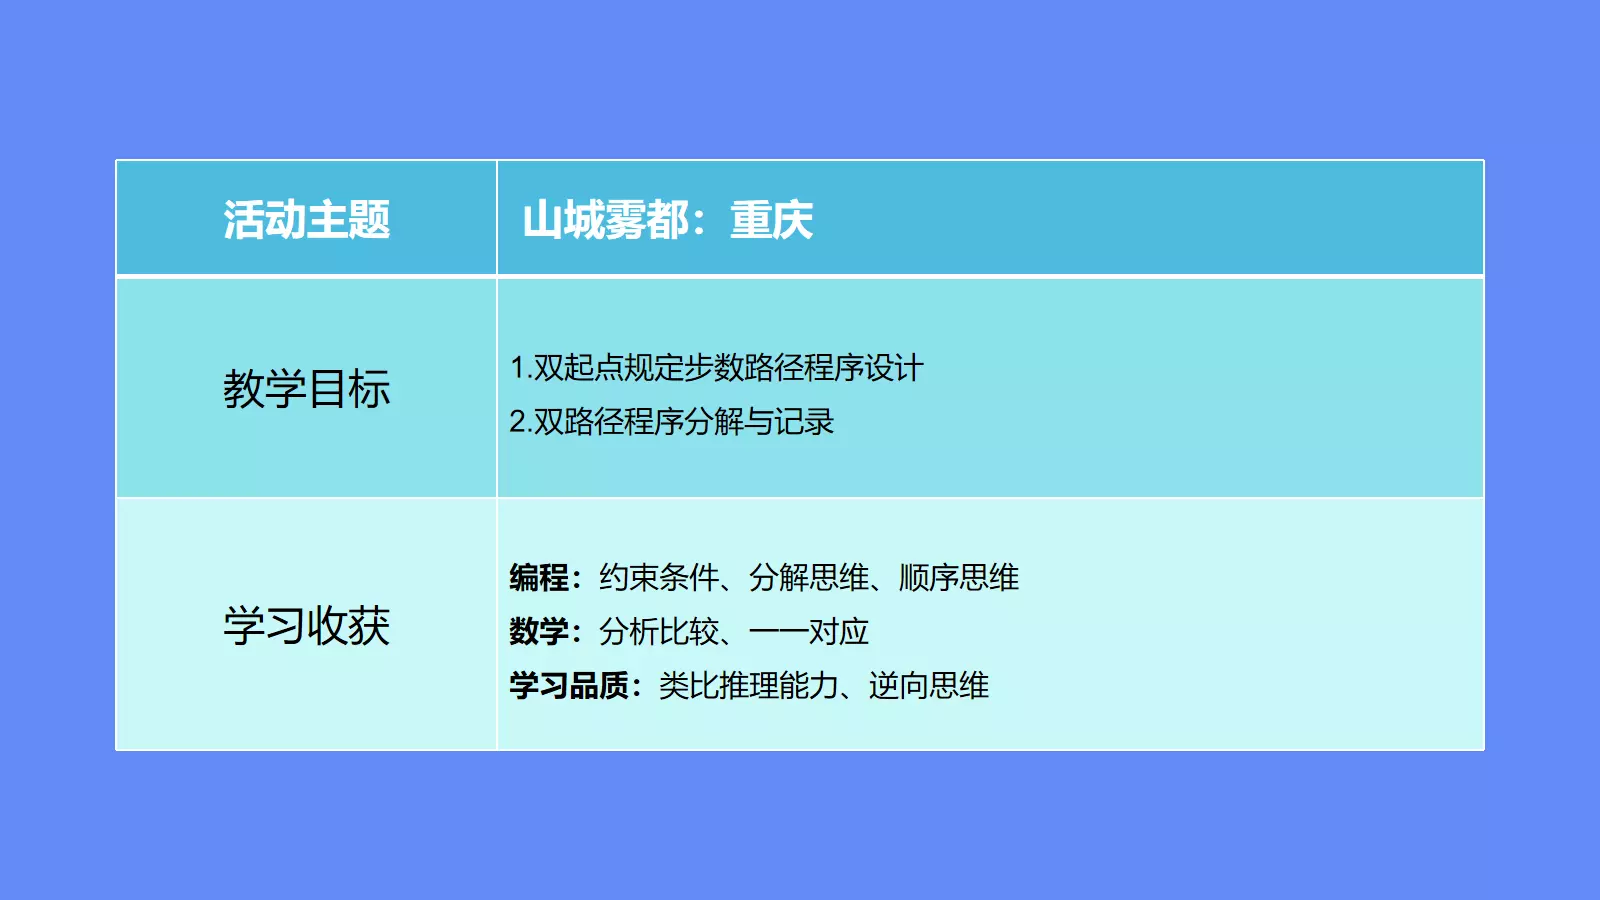 活动主题
山城雾都：重庆
教学目标
1.双起点规定步数路径程序设计
2.双路径程序分解与记录
学习收获
编程：约束条件、分解思维、顺序思维
数学：分析比较、一一对应
学习品质：类比推理能力、逆向思维